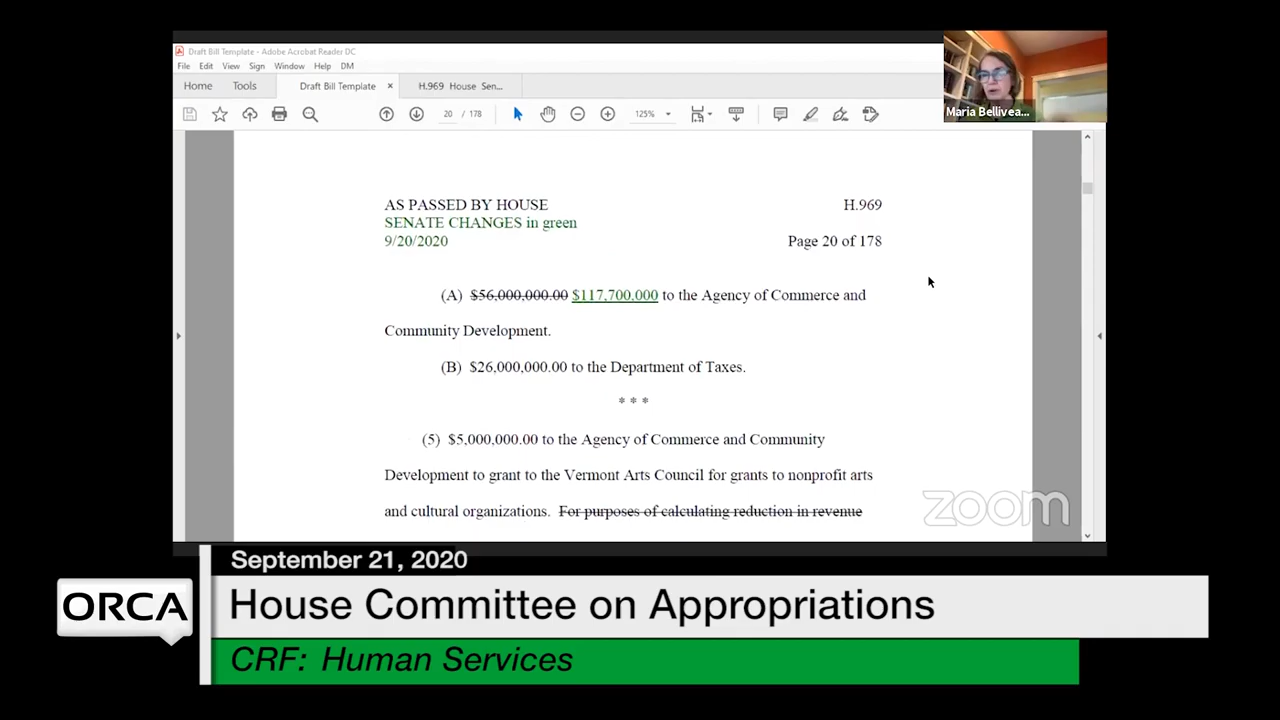 Draft Bill Template - Adobe Acrobat Reader DC
File Edit View Sign Window Help DM
Home Tools Draft Bill Template × H.969 House Sen...
20 / 178 125%
Maria Bellivea...
AS PASSED BY HOUSE H.969
SENATE CHANGES in green
9/20/2020 Page 20 of 178
(A) $56,000,000.00 $117,700,000 to the Agency of Commerce and
Community Development.
(B) $26,000,000.00 to the Department of Taxes.
* * *
(5) $5,000,000.00 to the Agency of Commerce and Community
Development to grant to the Vermont Arts Council for grants to nonprofit arts
and cultural organizations. For purposes of calculating reduction in revenue
zoom
September 21, 2020
ORCA
House Committee on Appropriations
CRF: Human Services